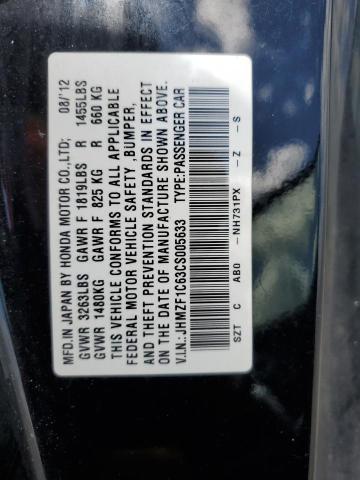 MFD.IN JAPAN BY HONDA MOTOR CO.,LTD; 08/'12
GVWR 3263LBS GAWR F 1819LBS R 1455LBS
GVWR 1480KG GAWR F 825 KG R 660 KG
THIS VEHICLE CONFORMS TO ALL APPLICABLE
FEDERAL MOTOR VEHICLE SAFETY ,BUMPER,
AND THEFT PREVENTION STANDARDS IN EFFECT
ON THE DATE OF MANUFACTURE SHOWN ABOVE.
V.I.N.:JHMZF1C63CS005633 TYPE:PASSENGER CAR
SZT C AB0 -NH731PX -Z -S